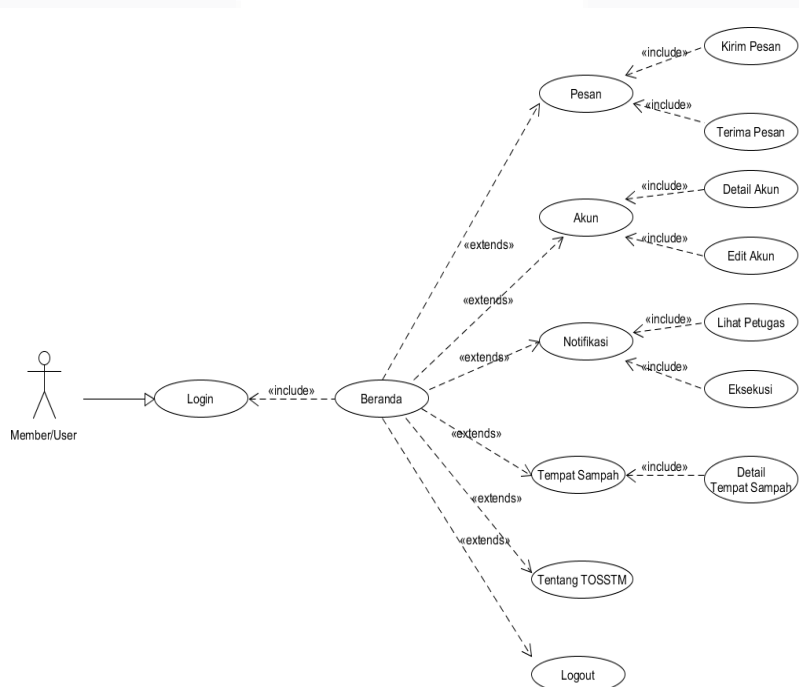 Kirim Pesan
«include»
Pesan
«include»
Terima Pesan
Detail Akun
«include»
Akun
«extends»
«include»
Edit Akun
«extends»
Lihat Petugas
«include»
Notifikasi
«extends»
«include»
Eksekusi
Login
«include»
Beranda
Member/User
«extends»
Tempat Sampah
«include»
Detail
Tempat Sampah
«extends»
«extends»
Tentang TOSSTM
Logout